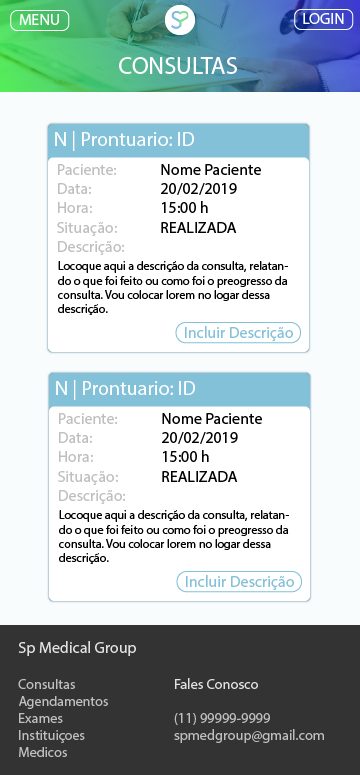 MENU
SP
LOGIN
CONSULTAS
N | Prontuario: ID
Paciente: Nome Paciente
Data: 20/02/2019
Hora: 15:00 h
Situação: REALIZADA
Descrição:
Locoque aqui a descrição da consulta, relatan-
do o que foi feito ou como foi o preogresso da
consulta. Vou colocar lorem no logar dessa
descrição.
Incluir Descrição
N | Prontuario: ID
Paciente: Nome Paciente
Data: 20/02/2019
Hora: 15:00 h
Situação: REALIZADA
Descrição:
Locoque aqui a descrição da consulta, relatan-
do o que foi feito ou como foi o preogresso da
consulta. Vou colocar lorem no logar dessa
descrição.
Incluir Descrição
Sp Medical Group
Consultas Fales Conosco
Agendamentos
Exames (11) 99999-9999
Instituiçoes spmedgroup@gmail.com
Medicos